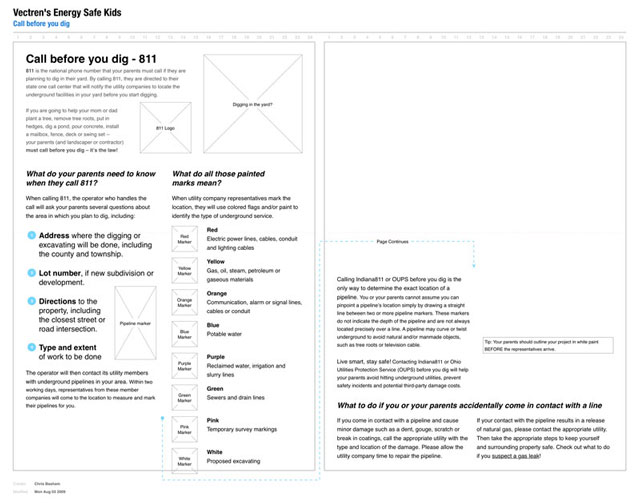 Vectren's Energy Safe Kids
Call before you dig
Call before you dig - 811
811 is the national phone number that your parents must call if they are
planning to dig in their yard. By calling 811, they are directed to their
state one call center that will notify the utility companies to locate the
underground facilities in your yard before you start digging.
If you are going to help your mom or dad
plant a tree, remove tree roots, put in
hedges, dig a pond, pour concrete, install
a mailbox, fence, deck or swing set –
your parents (and landscaper or contractor)
must call before you dig – it's the law!
811 Logo
Digging in the yard?
What do your parents need to know
when they call 811?
When calling 811, the operator who handles the
call will ask your parents several questions about
the area in which you plan to dig, including:
Address where the digging or
excavating will be done, including
the county and township.
Lot number, if new subdivision or
development.
Directions to the
property, including
the closest street or
road intersection.
Type and extent
of work to be done
Pipeline marker
The operator will then contact its utility members
with underground pipelines in your area. Within two
working days, representatives from these member
companies will come to the location to measure and mark
their pipelines for you.
What do all those painted
marks mean?
When utility company representatives mark the
location, they will use colored flags and/or paint to
identify the type of underground service.
Red
Marker
Red
Electric power lines, cables, conduit
and lighting cables
Yellow
Marker
Yellow
Gas, oil, steam, petroleum or
gaseous materials
Orange
Marker
Orange
Communication, alarm or signal lines,
cables or conduit
Blue
Marker
Blue
Potable water
Purple
Marker
Purple
Reclaimed water, irrigation and
slurry lines
Green
Marker
Green
Sewers and drain lines
Pink
Marker
Pink
Temporary survey markings
White
Marker
White
Proposed excavating
Page Continues
Calling Indiana811 or OUPS before you dig is the
only way to determine the exact location of a
pipeline. You or your parents cannot assume you can
pinpoint a pipeline's location simply by drawing a straight
line between two or more pipeline markers. These markers
do not indicate the depth of the pipeline and are not always
located precisely over a line. A pipeline may curve or twist
underground to avoid natural and/or manmade objects,
such as tree roots or television cable.
Live smart, stay safe! Contacting Indiana811 or Ohio
Utilities Protection Service (OUPS) before you dig will help
your parents avoid hitting underground utilities, prevent
safety incidents and potential third-party damage costs.
Tip: Your parents should outline your project in white paint
BEFORE the representatives arrive.
What to do if you or your parents accidentally come in contact with a line
If you come in contact with a pipeline and cause
minor damage such as a dent, gouge, scratch or
break in coatings, call the appropriate utility with the
type and location of the damage. Please allow the
utility company time to repair the pipeline.
If your contact with the pipeline results in a release
of natural gas, please contact the appropriate utility.
Then take the appropriate steps to keep yourself
and surrounding property safe. Check out what to do
if you suspect a gas leak!
Chris Basham
Mon Aug 03 2009